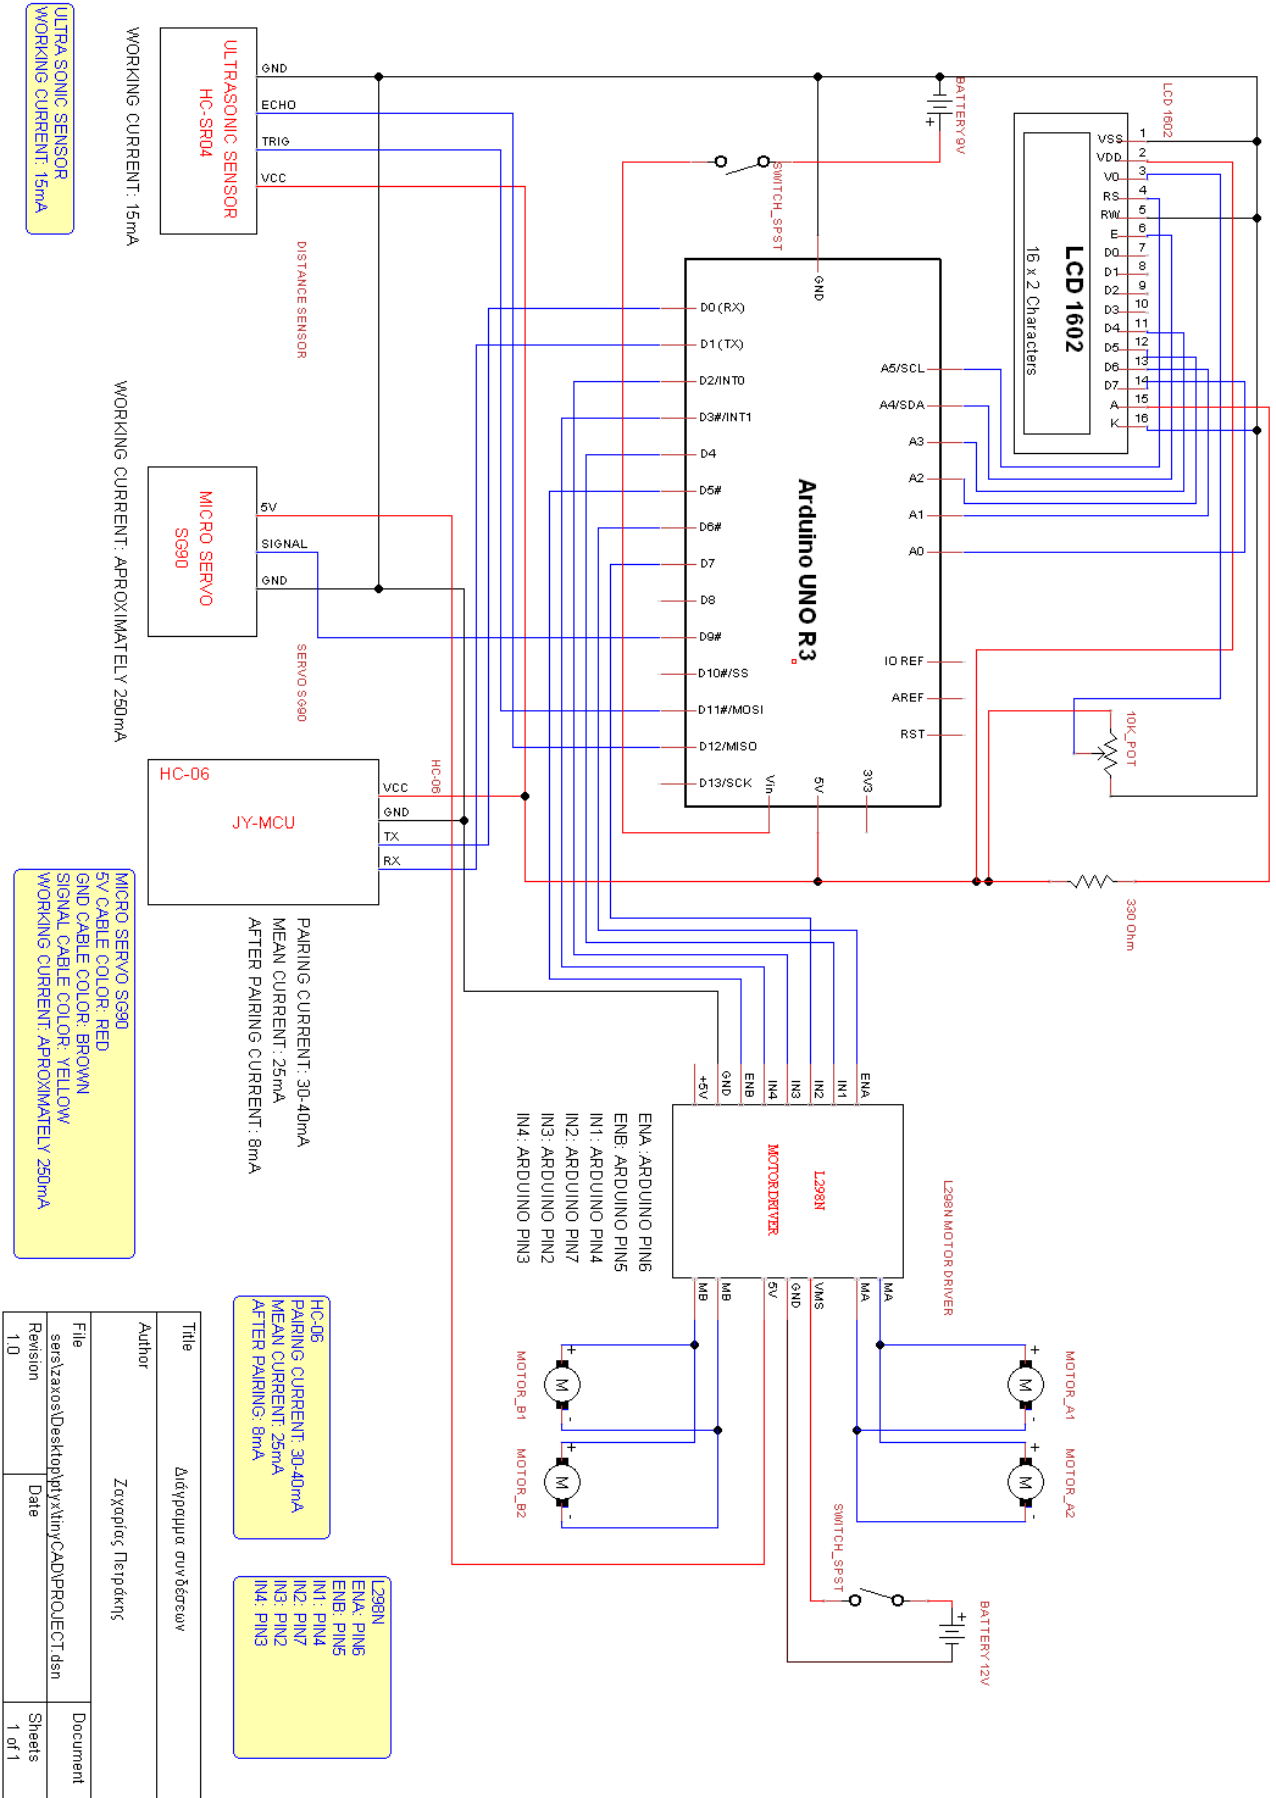 LCD 1602
LCD 1602
16 x 2 Characters
VSS 1
VDD 2
VO 3
RS 4
RW 5
E 6
D0 7
D1 8
D2 9
D3 10
D4 11
D5 12
D6 13
D7 14
A 15
K 16
BATTERY 9V
+
SWITCH_SPST
10K_POT
330 Ohm
Arduino UNO R3
GND
D0(RX)
D1(TX)
D2/INT0
D3#/INT1
D4
D5#
D6#
D7
D8
D9#
D10#/SS
D11#/MOSI
D12/MISO
D13/SCK
A5/SCL
A4/SDA
A3
A2
A1
A0
IO REF
AREF
RST
Vin
5V
3V3
ULTRASONIC SENSOR
HC-SR04
GND
ECHO
TRIG
VCC
DISTANCE SENSOR
WORKING CURRENT: 15mA
ULTRA SONIC SENSOR
WORKING CURRENT: 15mA
MICRO SERVO
SG90
5V
SIGNAL
GND
SERVO SG90
WORKING CURRENT: APROXIMATELY 250mA
HC-06
JY-MCU
VCC
GND
TX
RX
HC-06
PAIRING CURRENT: 30-40mA
MEAN CURRENT: 25mA
AFTER PAIRING CURRENT: 8mA
MICRO SERVO SG90
5V CABLE COLOR: RED
GND CABLE COLOR: BROWN
SIGNAL CABLE COLOR: YELLOW
WORKING CURRENT: APROXIMATELY 250mA
L298N MOTOR DRIVER
L298N
MOTORDRIVER
ENA
IN1
IN2
IN3
IN4
ENB
GND
+5V
MA
MA
VMS
GND
5V
MB
MB
ENA :ARDUINO PIN6
ENB: ARDUINO PIN5
IN1: ARDUINO PIN4
IN2: ARDUINO PIN7
IN3: ARDUINO PIN2
IN4: ARDUINO PIN3
MOTOR_A1
+ M -
MOTOR_A2
+ M -
MOTOR_B1
+ M -
MOTOR_B2
+ M -
SWITCH_SPST
BATTERY 12V
+
HC-06
PAIRING CURRENT: 30-40mA
MEAN CURRENT: 25mA
AFTER PAIRING: 8mA
L298N
ENA: PIN6
ENB: PIN5
IN1: PIN4
IN2: PIN7
IN3: PIN2
IN4: PIN3
Title
Διάγραμμα συνδέσεων
Author
Ζαχαρίας Πετράκης
File
sers\zaxos\Desktop\ptyx\tinyCAD\PROJECT.dsn
Document
Revision
1.0
Date
Sheets
1 of 1